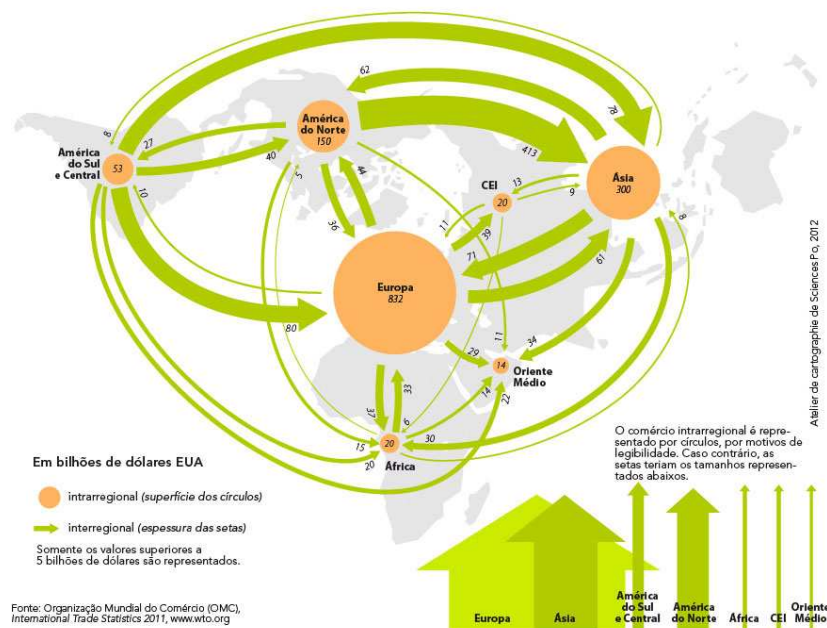 62
8
27
América
do Norte
150
78
América
do Sul
e Central
53
40
5
413
10
44
36
CEI
20
13
9
Ásia
300
8
11
39
71
61
Europa
832
80
11
34
29
14
Oriente
Médio
37
33
14
22
6
15
20
20
30
África
Em bilhões de dólares EUA
intrarregional (superfície dos círculos)
interregional (espessura das setas)
Somente os valores superiores a
5 bilhões de dólares são representados.
O comércio intrarregional é repre-
sentado por círculos, por motivos de
legibilidade. Caso contrário, as
setas teriam os tamanhos represen-
tados abaixos.
Europa
Ásia
América
do Sul
e Central
América
do Norte
África
CEI
Oriente
Médio
Fonte: Organização Mundial do Comércio (OMC),
International Trade Statistics 2011, www.wto.org
Atelier de cartographie de Sciences Po, 2012